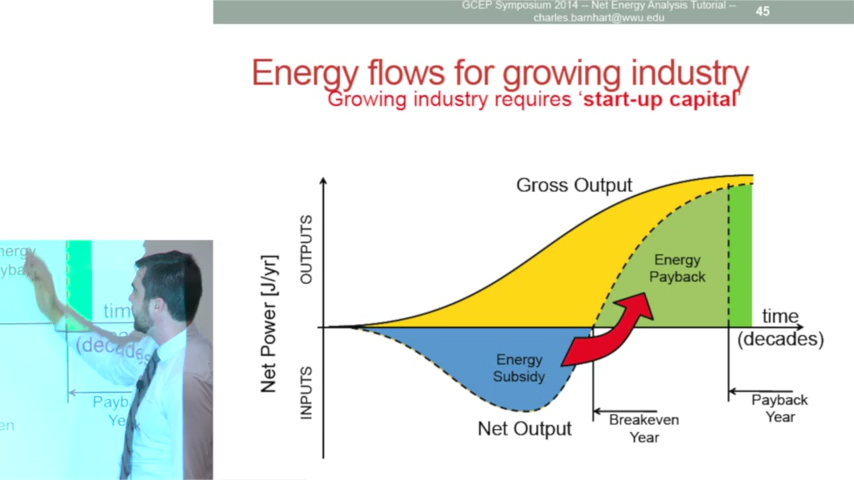 GCEP Symposium 2014 -- Net Energy Analysis Tutorial --
charles.barnhart@wwu.edu
45
Energy flows for growing industry
Growing industry requires ‘start-up capital’
Gross Output
OUTPUTS
Net Power [J/yr]
INPUTS
Energy
Payback
time
(decades)
Energy
Subsidy
Net Output
Breakeven
Year
Payback
Year
time
(decades)